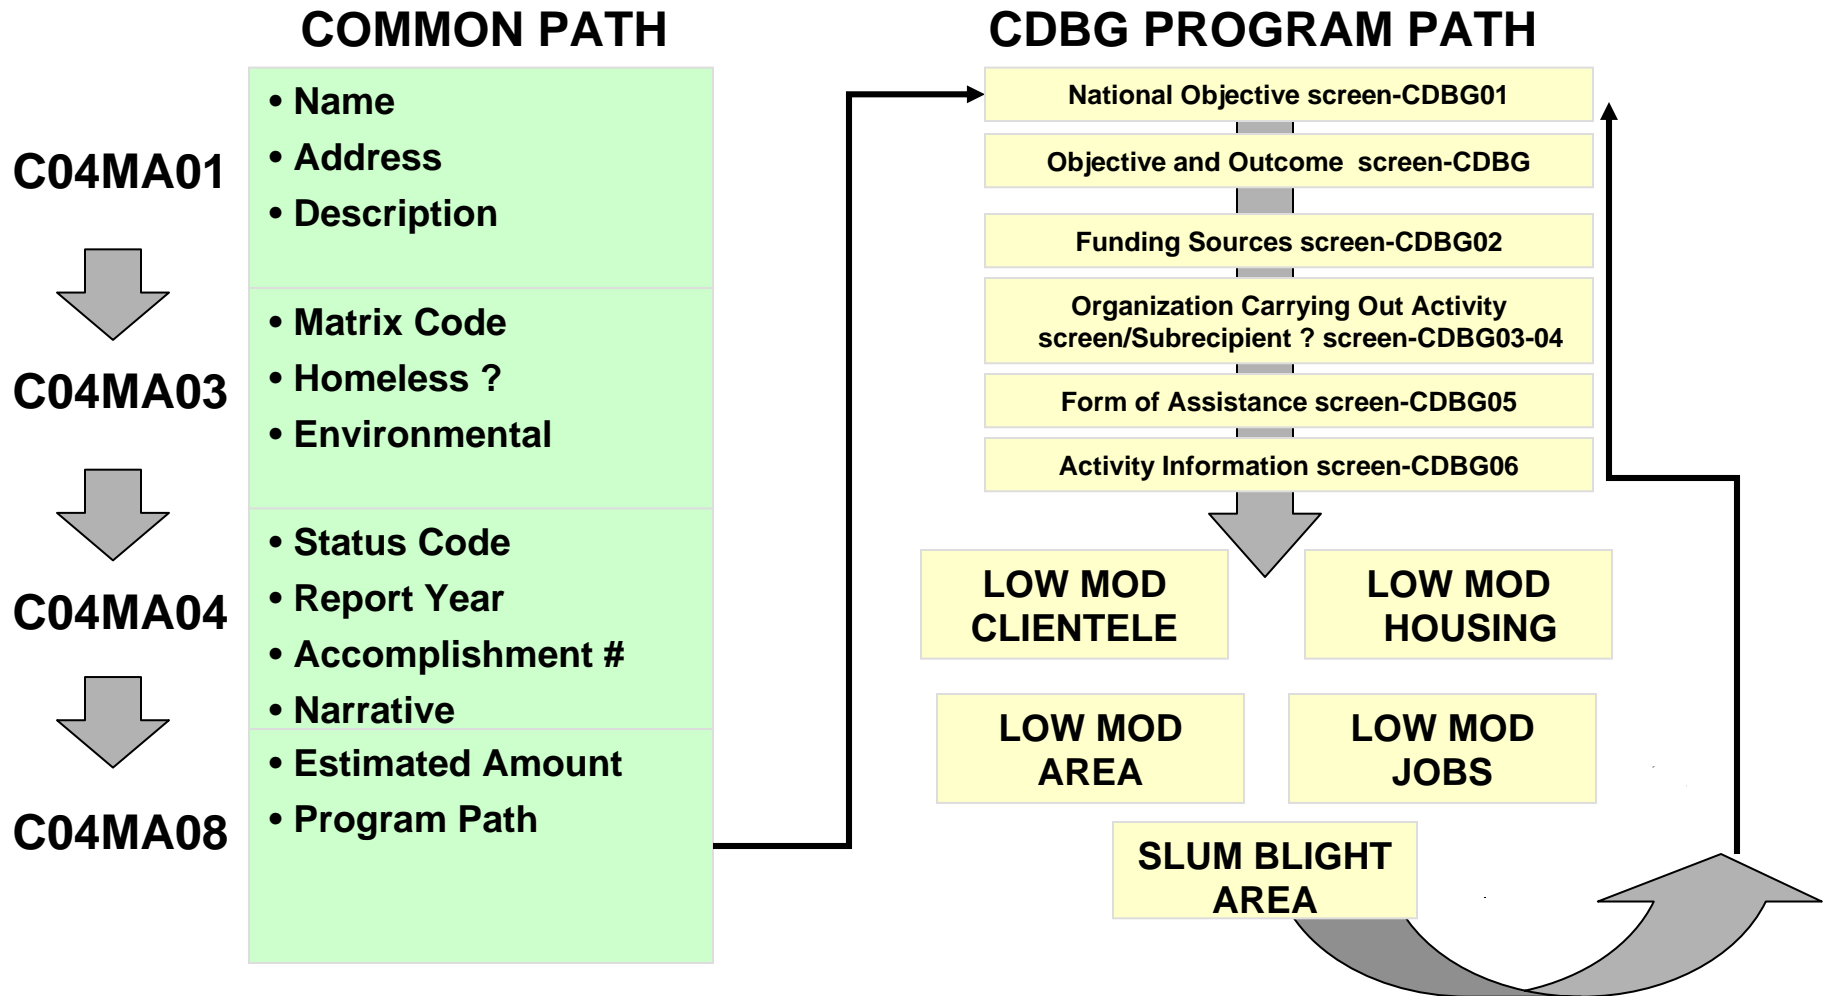 COMMON PATH
C04MA01
• Name
• Address
• Description
C04MA03
• Matrix Code
• Homeless ?
• Environmental
C04MA04
• Status Code
• Report Year
• Accomplishment #
• Narrative
C04MA08
• Estimated Amount
• Program Path
CDBG PROGRAM PATH
National Objective screen-CDBG01
Objective and Outcome screen-CDBG
Funding Sources screen-CDBG02
Organization Carrying Out Activity
screen/Subrecipient ? screen-CDBG03-04
Form of Assistance screen-CDBG05
Activity Information screen-CDBG06
LOW MOD
CLIENTELE
LOW MOD
HOUSING
LOW MOD
AREA
LOW MOD
JOBS
SLUM BLIGHT
AREA